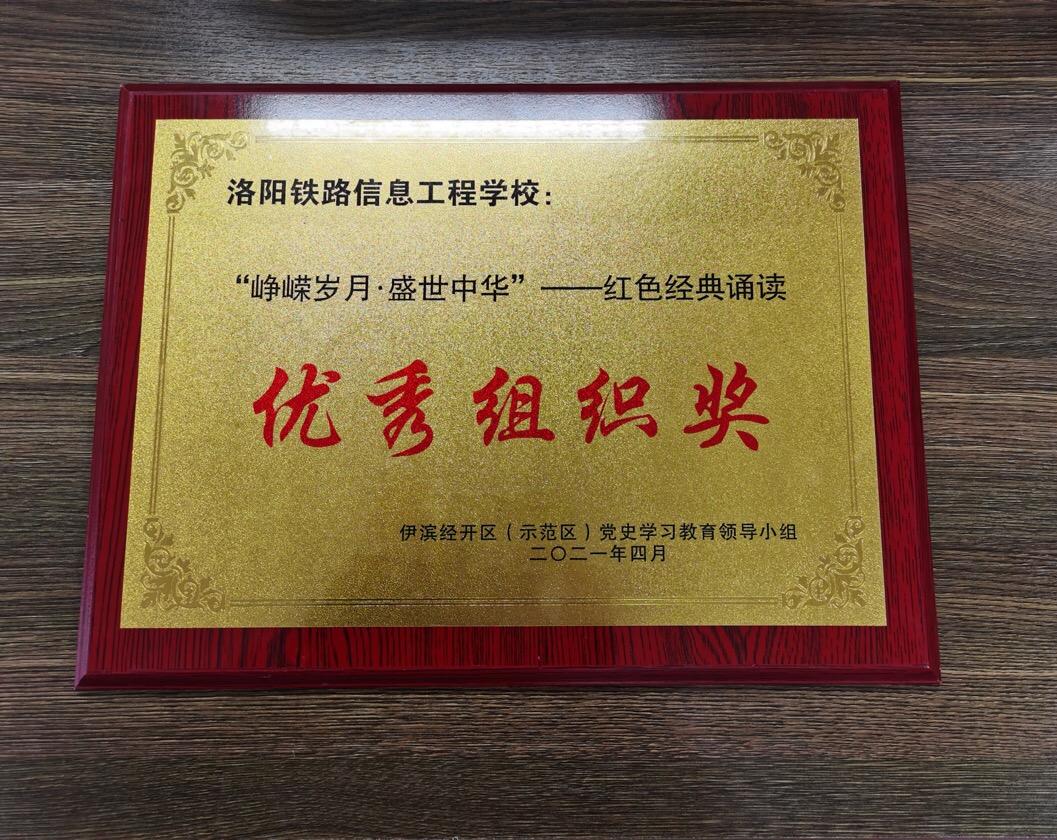 洛阳铁路信息工程学校：
“峥嵘岁月·盛世中华”——红色经典诵读
优秀组织奖
伊滨经开区（示范区）党史学习教育领导小组
二〇二一年四月